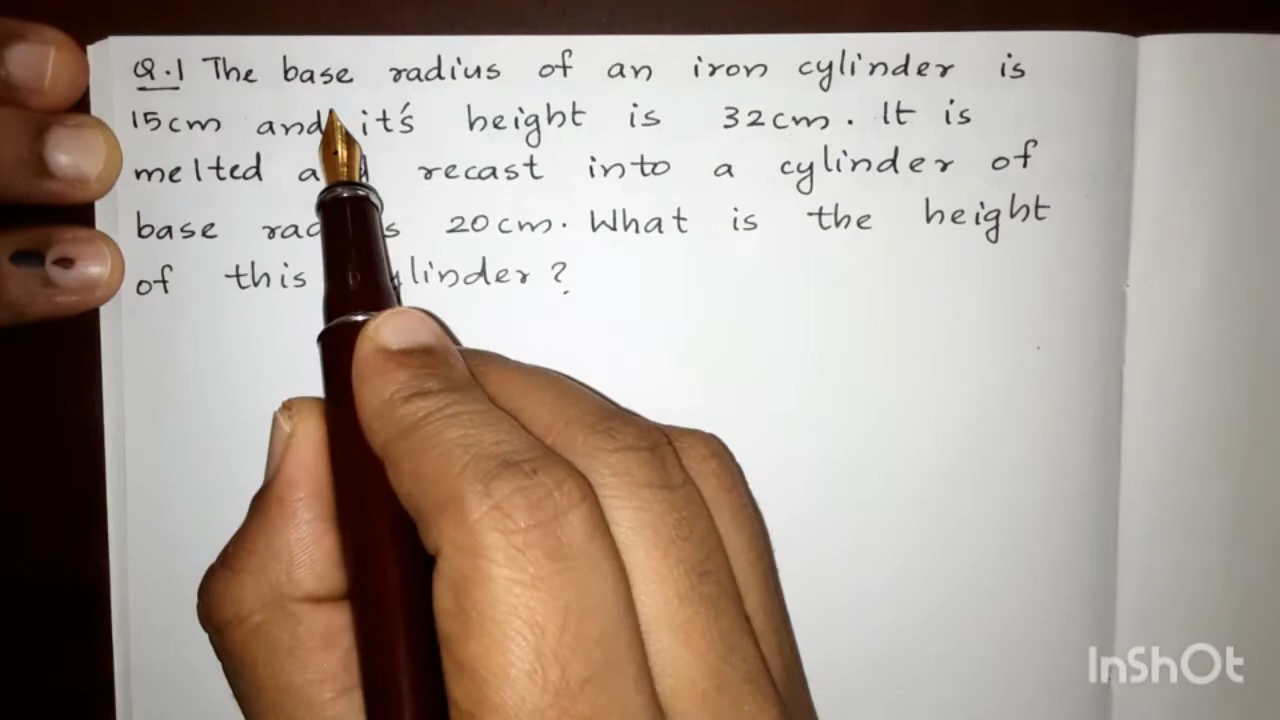 Q.1 The base radius of an iron cylinder is
15cm and it's height is 32cm. It is
melted recast into a cylinder of
base 20cm. What is the height
of this ?
InShOt